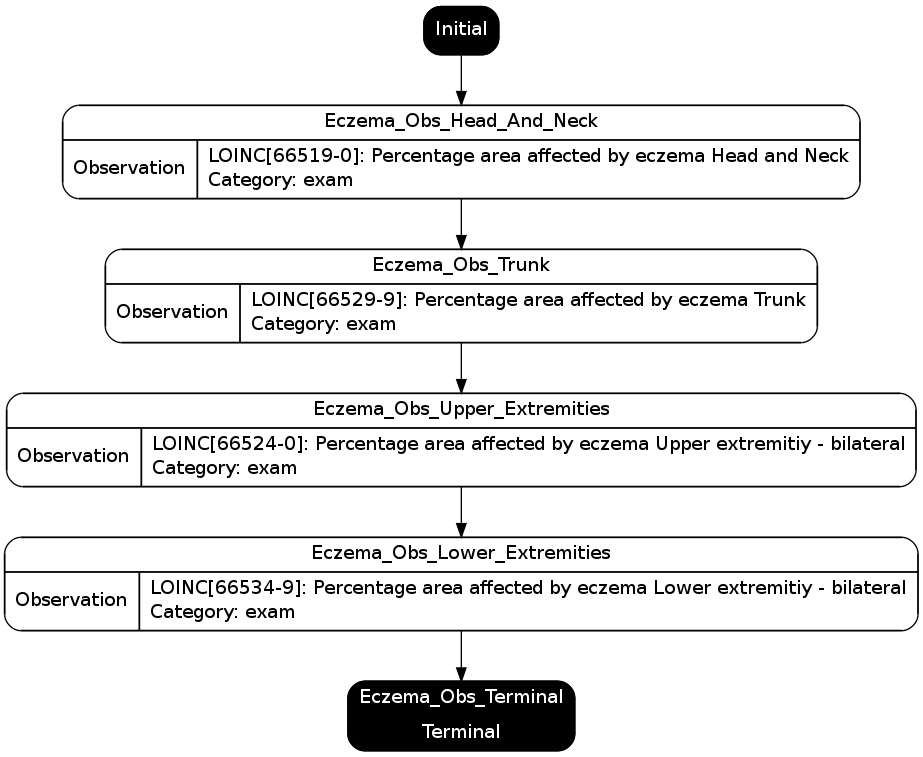 Initial
Eczema_Obs_Head_And_Neck
Observation
LOINC[66519-0]: Percentage area affected by eczema Head and Neck
Category: exam
Eczema_Obs_Trunk
Observation
LOINC[66529-9]: Percentage area affected by eczema Trunk
Category: exam
Eczema_Obs_Upper_Extremities
Observation
LOINC[66524-0]: Percentage area affected by eczema Upper extremitiy - bilateral
Category: exam
Eczema_Obs_Lower_Extremities
Observation
LOINC[66534-9]: Percentage area affected by eczema Lower extremitiy - bilateral
Category: exam
Eczema_Obs_Terminal
Terminal